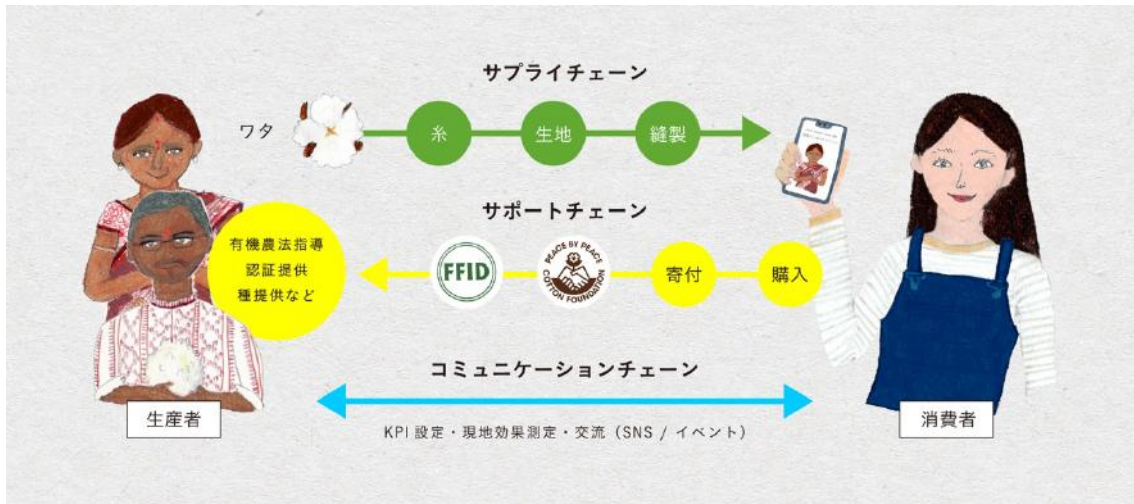 サプライチェーン
ワタ
糸
生地
縫製
サポートチェーン
有機農法指導
認証提供
種提供など
FFID
PEACE BY PEACE
COTTON FOUNDATION
寄付
購入
コミュニケーションチェーン
KPI 設定・現地効果測定・交流（SNS / イベント）
生産者
消費者